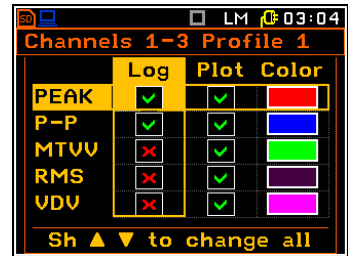 SD LM 03:04
Channels 1-3 Profile 1
Log Plot Color
PEAK
P-P
MTVV
RMS
VDV
Sh ▲ ▼ to change all